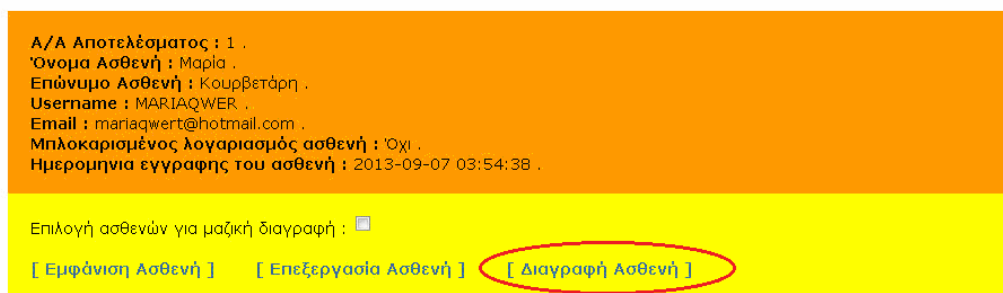 Α/Α Αποτελέσματος : 1 .
Όνομα Ασθενή : Μαρία .
Επώνυμο Ασθενή : Κουρβετάρη .
Username : MARIAQWER .
Email : mariaqwert@hotmail.com .
Μπλοκαρισμένος λογαριασμός ασθενή : Όχι .
Ημερομηνια εγγραφης του ασθενή : 2013-09-07 03:54:38 .
Επιλογή ασθενών για μαζική διαγραφή :
[ Εμφάνιση Ασθενή ] [ Επεξεργασία Ασθενή ] [ Διαγραφή Ασθενή ]